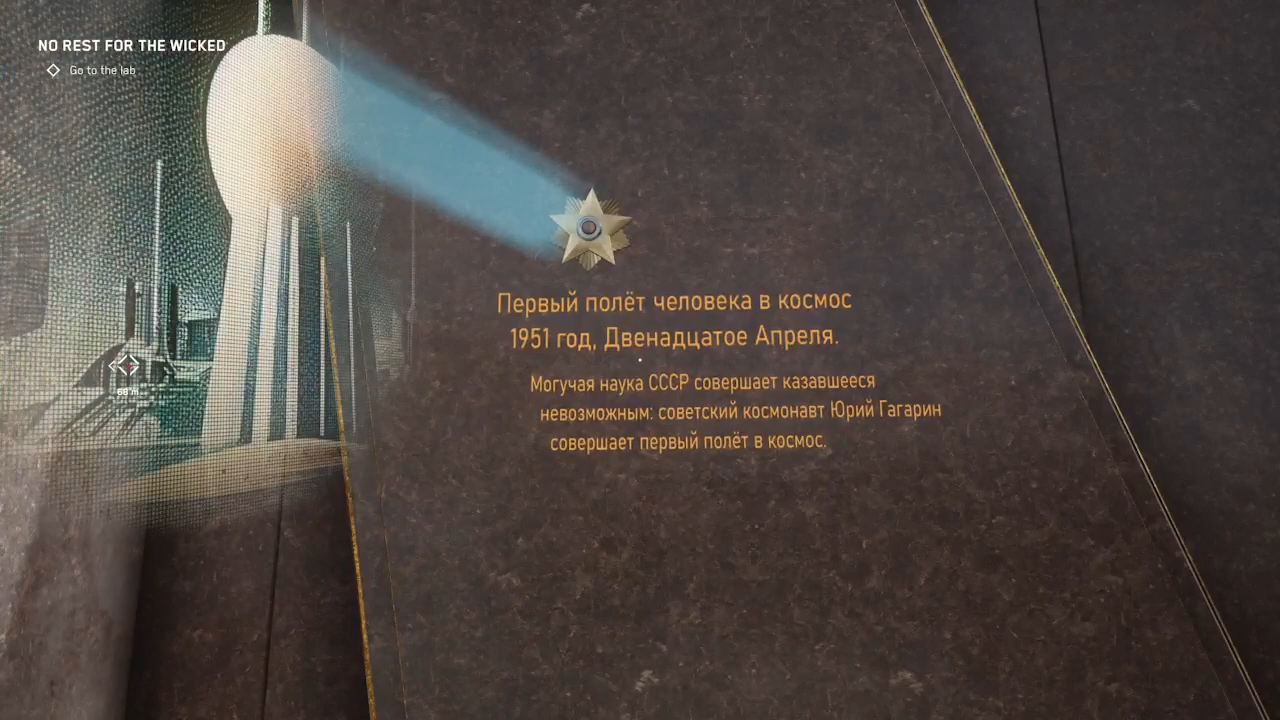 NO REST FOR THE WICKED
Go to the lab
Первый полёт человека в космос
1951 год, Двенадцатое Апреля.
Могучая наука СССР совершает казавшееся
невозможным: советский космонавт Юрий Гагарин
совершает первый полёт в космос.
68 m